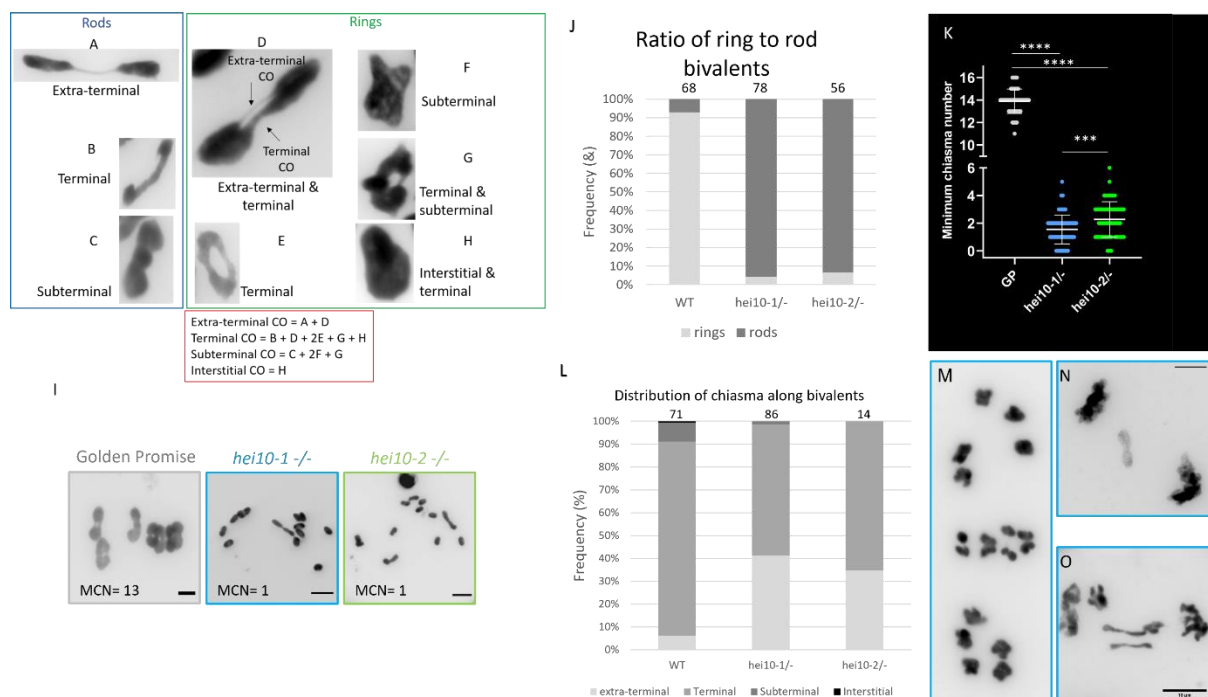 Rods
A
Extra-terminal
B
Terminal
C
Subterminal
Rings
D
Extra-terminal
CO
Terminal
CO
Extra-terminal &
terminal
E
Terminal
F
Subterminal
G
Terminal &
subterminal
H
Interstitial &
terminal
Extra-terminal CO = A + D
Terminal CO = B + D + 2E + G + H
Subterminal CO = C + 2F + G
Interstitial CO = H
I
Golden Promise
hei10-1 -/-
hei10-2 -/-
MCN= 13
MCN= 1
MCN= 1
J
Ratio of ring to rod
bivalents
68 78 56
100%
90%
80%
70%
60%
50%
40%
30%
20%
10%
0%
Frequency (&)
WT hei10-1/- hei10-2/-
rings rods
K
****
****
***
16
14
12
10
6
4
2
0
Minimum chiasma number
GP
hei10-1/-
hei10-2/-
L
Distribution of chiasma along bivalents
71 86 14
100%
90%
80%
70%
60%
50%
40%
30%
20%
10%
0%
Frequency (%)
WT hei10-1/- hei10-2/-
extra-terminal Terminal Subterminal Interstitial
M
N
O